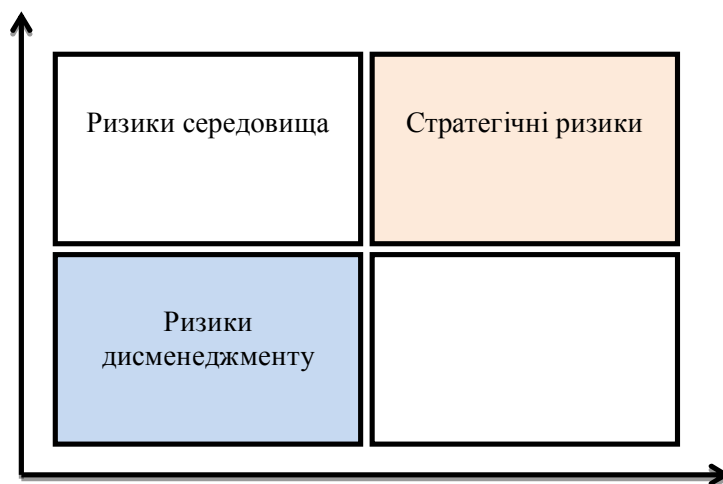 Ризики середовища
Стратегічні ризики
Ризики
дисменеджменту